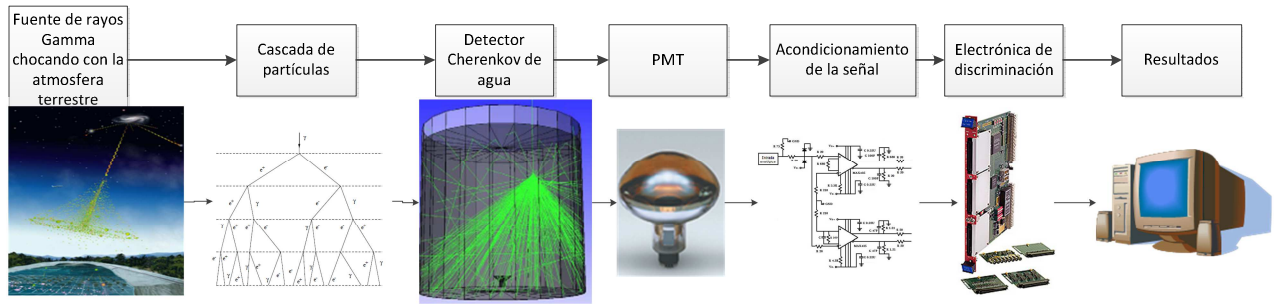 Fuente de rayos
Gamma
chocando con la
atmosfera
terrestre
Cascada de
partículas
Detector
Cherenkov de
agua
PMT
Acondicionamiento
de la señal
Electrónica de
discriminación
Resultados
γ
e⁺
γ